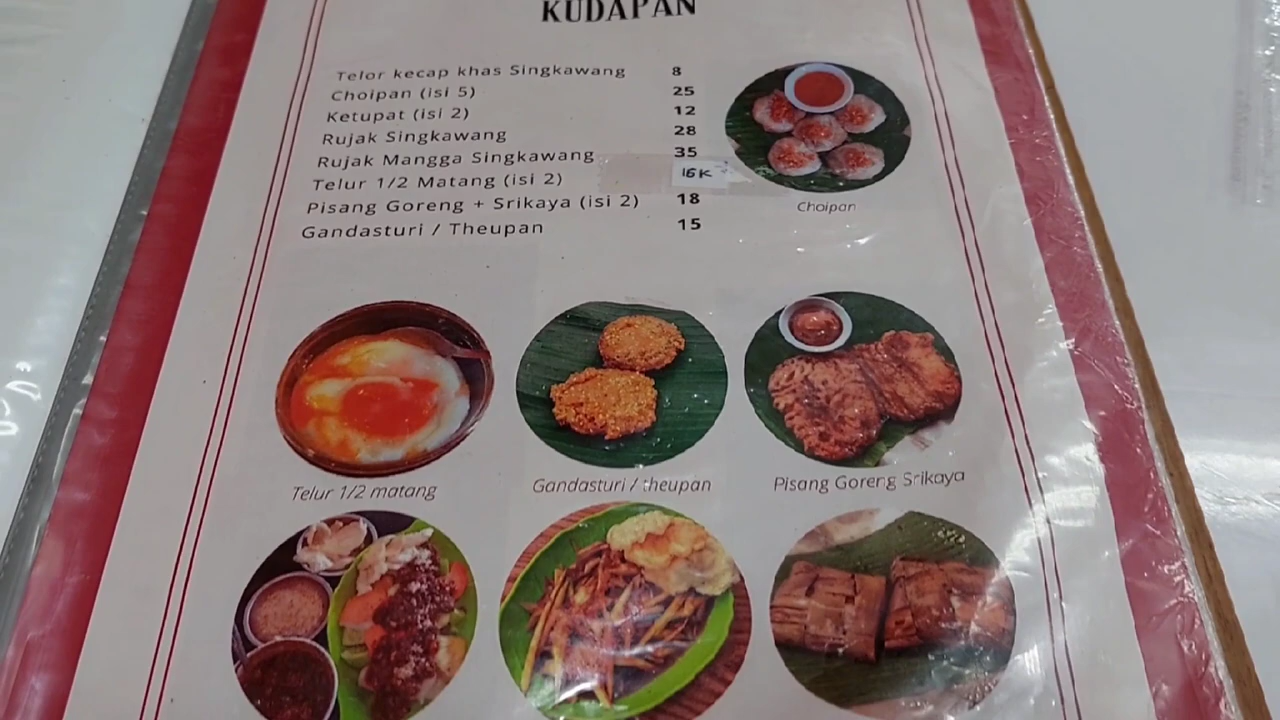 KUDAPAN
Telor kecap khas Singkawang 8
Choipan (isi 5) 25
Ketupat (isi 2) 12
Rujak Singkawang 28
Rujak Mangga Singkawang 35
Telur 1/2 Matang (isi 2) 16K
Pisang Goreng + Srikaya (isi 2) 18
Gandasturi / Theupan 15
Choipan
Telur 1/2 matang
Gandasturi / theupan
Pisang Goreng Srikaya